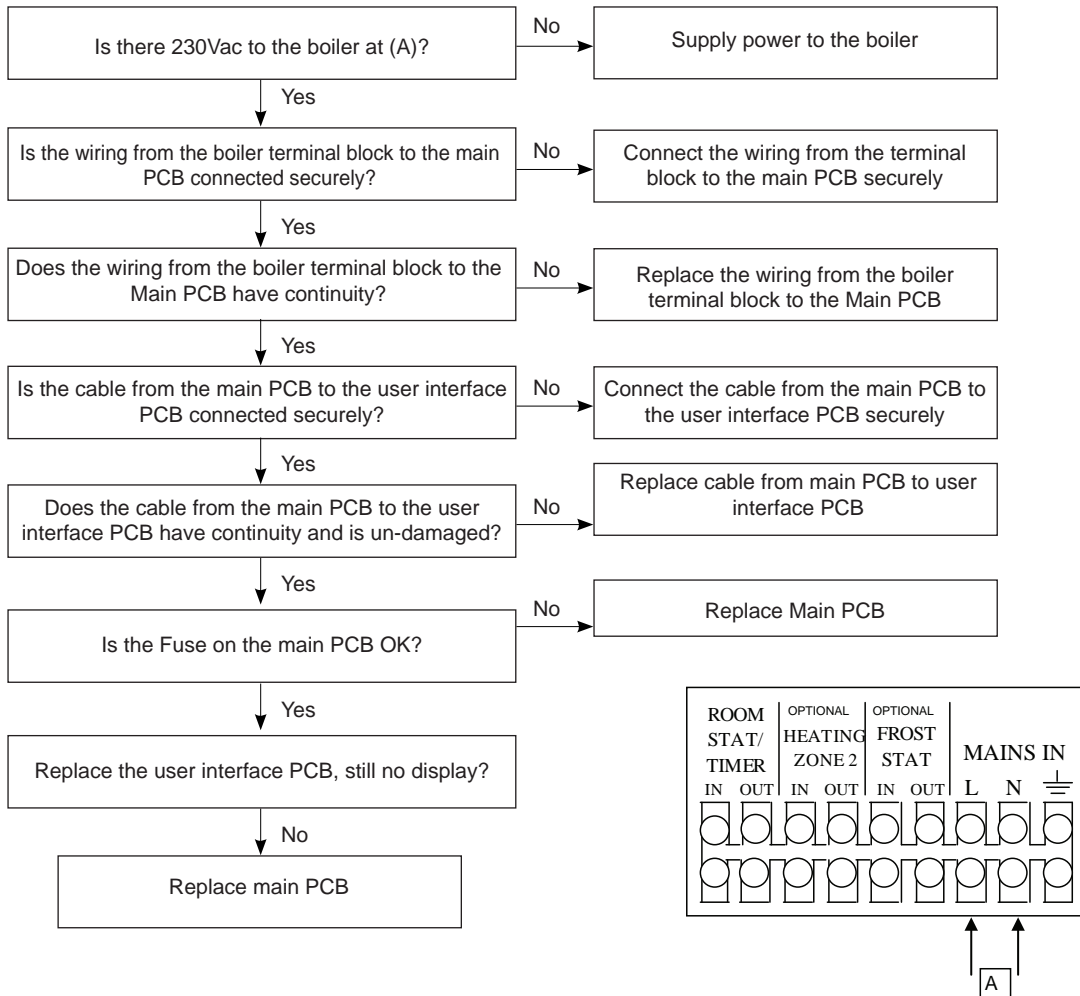 Is there 230Vac to the boiler at (A)?
No
Supply power to the boiler
Yes
Is the wiring from the boiler terminal block to the main
PCB connected securely?
No
Connect the wiring from the terminal
block to the main PCB securely
Yes
Does the wiring from the boiler terminal block to the
Main PCB have continuity?
No
Replace the wiring from the boiler
terminal block to the Main PCB
Yes
Is the cable from the main PCB to the user interface
PCB connected securely?
No
Connect the cable from the main PCB to
the user interface PCB securely
Yes
Does the cable from the main PCB to the user
interface PCB have continuity and is un-damaged?
No
Replace cable from main PCB to user
interface PCB
Yes
Is the Fuse on the main PCB OK?
No
Replace Main PCB
Yes
Replace the user interface PCB, still no display?
No
Replace main PCB
ROOM
STAT/
TIMER
IN OUT
OPTIONAL
HEATING
ZONE 2
IN OUT
OPTIONAL
FROST
STAT
IN OUT
MAINS IN
L N
A